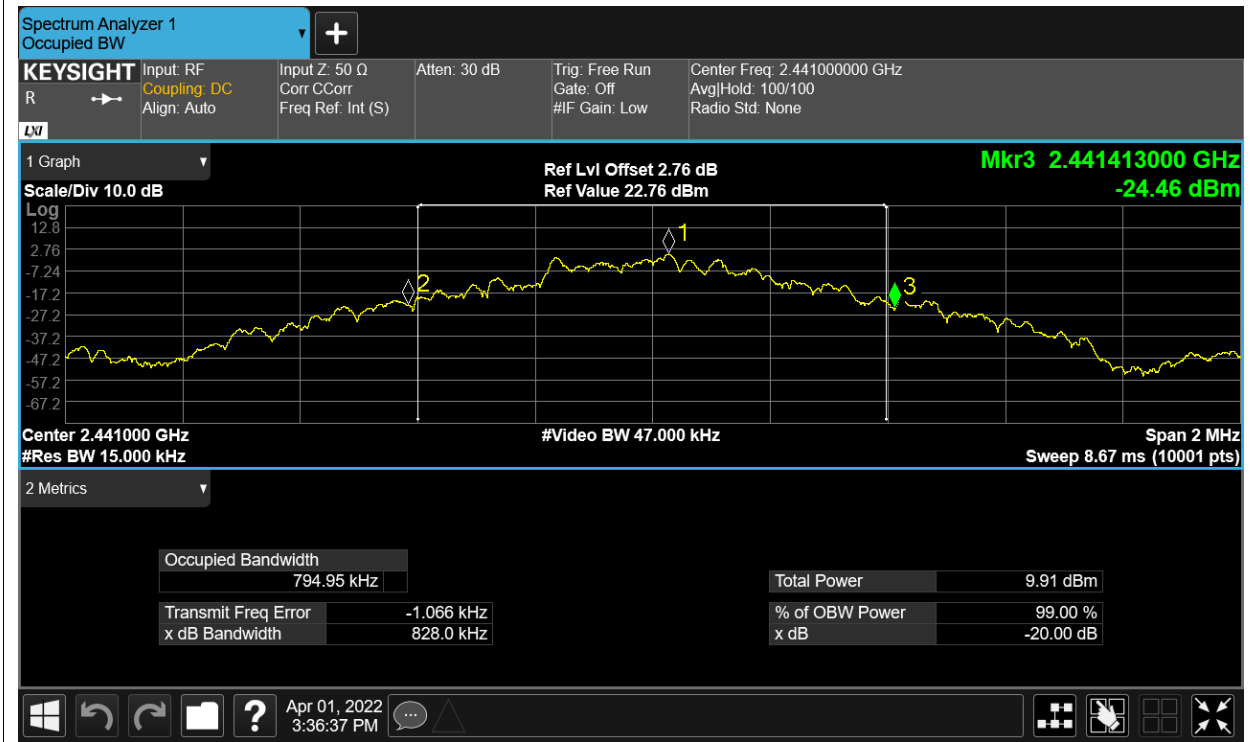 Spectrum Analyzer 1
Occupied BW
KEYSIGHT
R
LXI
Input: RF
Coupling: DC
Align: Auto
Input Z: 50 Ω
Corr CCorr
Freq Ref: Int (S)
Atten: 30 dB
Trig: Free Run
Gate: Off
#IF Gain: Low
Center Freq: 2.441000000 GHz
Avg|Hold: 100/100
Radio Std: None
1 Graph
Scale/Div 10.0 dB
Ref Lvl Offset 2.76 dB
Ref Value 22.76 dBm
Mkr3 2.441413000 GHz
-24.46 dBm
Log
12.8
2.76
-7.24
-17.2
-27.2
-37.2
-47.2
-57.2
-67.2
1
2
3
Center 2.441000 GHz
#Res BW 15.000 kHz
#Video BW 47.000 kHz
Span 2 MHz
Sweep 8.67 ms (10001 pts)
2 Metrics
Occupied Bandwidth
794.95 kHz
Transmit Freq Error -1.066 kHz
x dB Bandwidth 828.0 kHz
Total Power 9.91 dBm
% of OBW Power 99.00 %
x dB -20.00 dB
?
Apr 01, 2022
3:36:37 PM